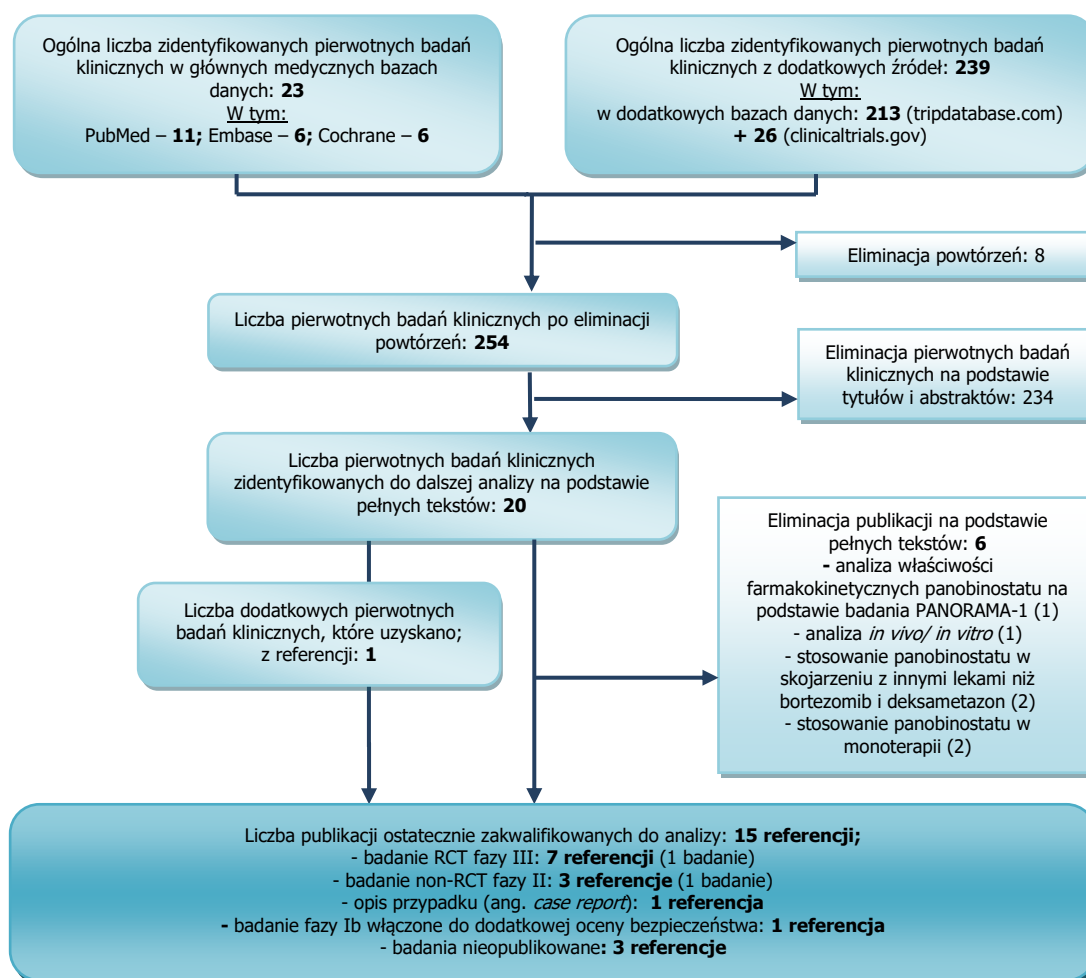 Ogólna liczba zidentyfikowanych pierwotnych badań
klinicznych w głównych medycznych bazach
danych: 23
W tym:
PubMed – 11; Embase – 6; Cochrane – 6
Ogólna liczba zidentyfikowanych pierwotnych badań
klinicznych z dodatkowych źródeł: 239
W tym:
w dodatkowych bazach danych: 213 (tripdatabase.com)
+ 26 (clinicaltrials.gov)
Eliminacja powtórzeń: 8
Liczba pierwotnych badań klinicznych po eliminacji
powtórzeń: 254
Eliminacja pierwotnych badań
klinicznych na podstawie
tytułów i abstraktów: 234
Liczba pierwotnych badań klinicznych
zidentyfikowanych do dalszej analizy na podstawie
pełnych tekstów: 20
Eliminacja publikacji na podstawie
pełnych tekstów: 6
- analiza właściwości
farmakokinetycznych panobinostatu na
podstawie badania PANORAMA-1 (1)
- analiza in vivo/ in vitro (1)
- stosowanie panobinostatu w
skojarzeniu z innymi lekami niż
bortezomib i deksametazon (2)
- stosowanie panobinostatu w
monoterapii (2)
Liczba dodatkowych pierwotnych
badań klinicznych, które uzyskano;
z referencji: 1
Liczba publikacji ostatecznie zakwalifikowanych do analizy: 15 referencji;
- badanie RCT fazy III: 7 referencji (1 badanie)
- badanie non-RCT fazy II: 3 referencje (1 badanie)
- opis przypadku (ang. case report): 1 referencja
- badanie fazy Ib włączone do dodatkowej oceny bezpieczeństwa: 1 referencja
- badania nieopublikowane: 3 referencje